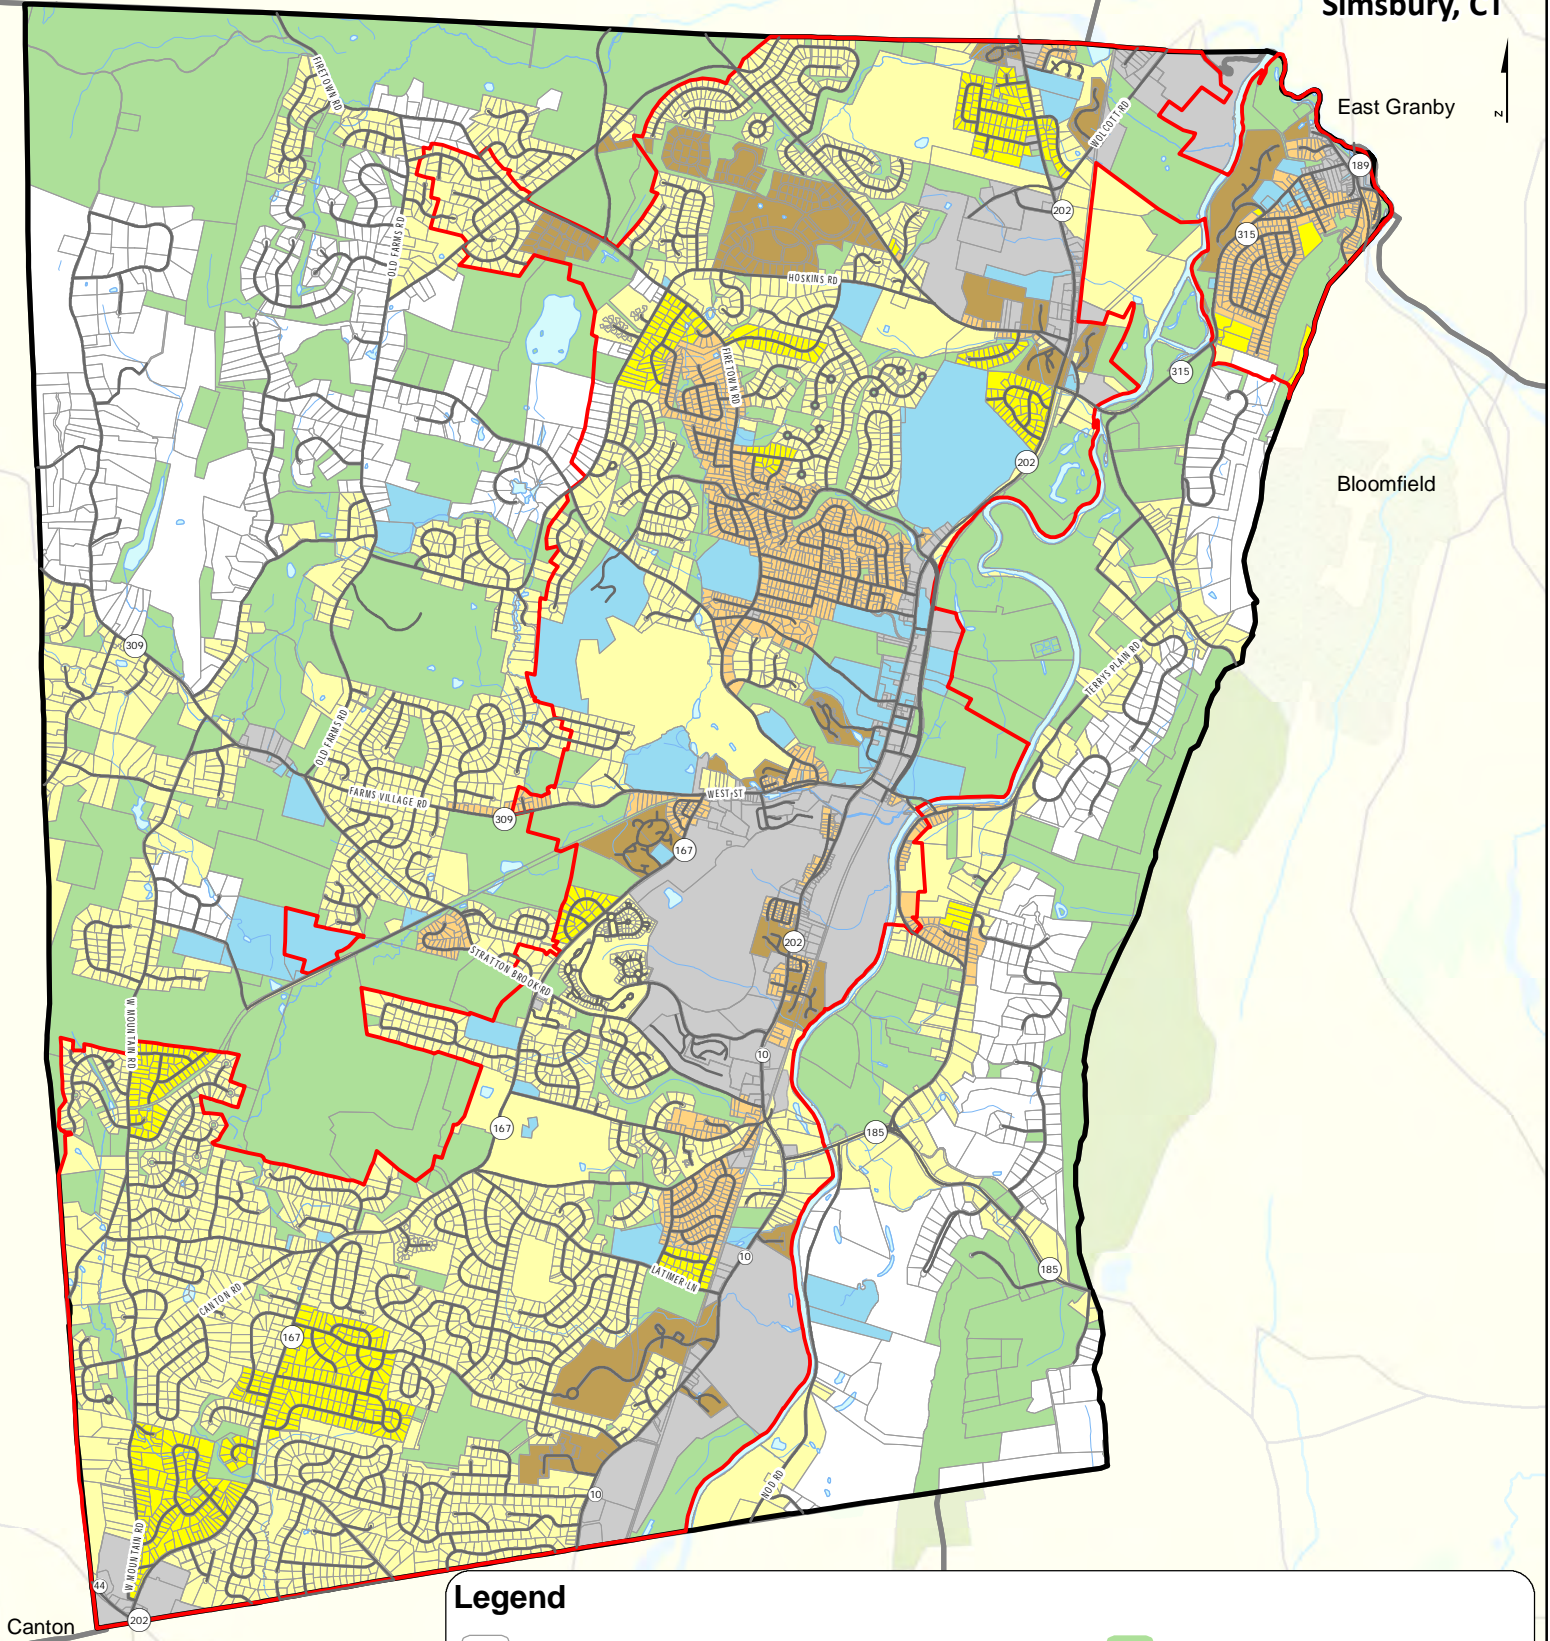 Simsbury, CT
FIRETOWN RD
East Granby
z
WOLCOTT RD
189
202
315
OLD FARMS RD
HOSKINS RD
FIRETOWN RD
315
202
Bloomfield
309
TERRYS PLAIN RD
OLD FARMS RD
FARMS VILLAGE RD
WEST ST
309
167
202
STRATTON BROOK RD
W MOUNTAIN RD
10
167
185
10
185
LATIMER LN
CANTON RD
167
NOD RD
10
W MOUNTAIN RD
44
Legend
202
Canton